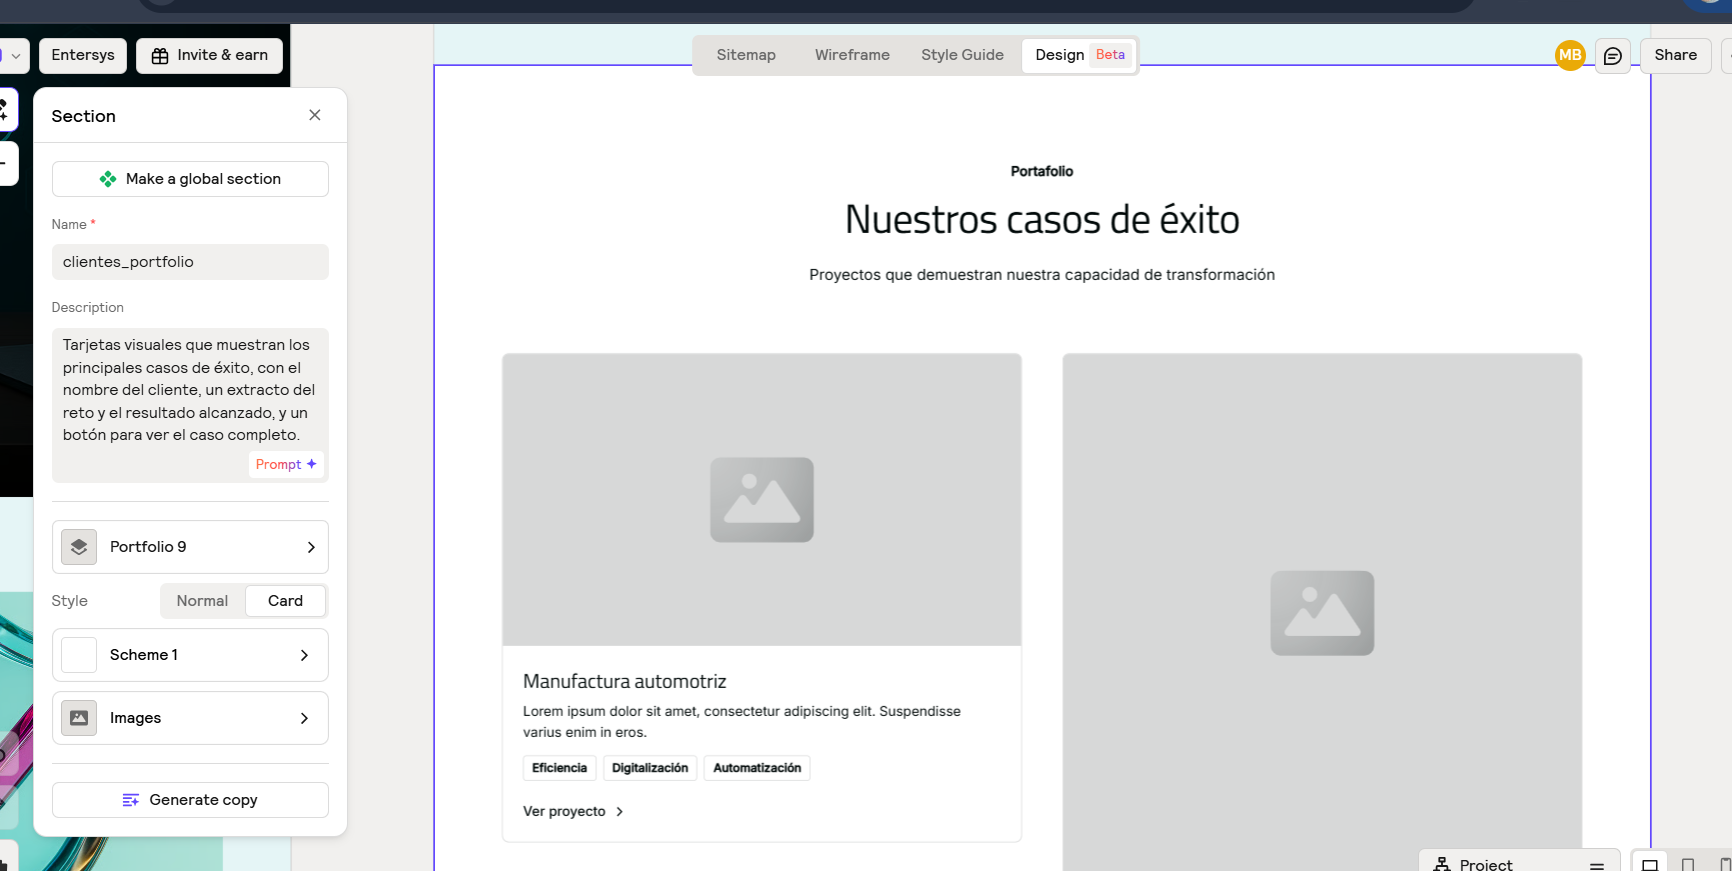 Entersys
Invite & earn
Sitemap
Wireframe
Style Guide
Design Beta
MB
Share
Section
Make a global section
Name *
clientes_portfolio
Description
Tarjetas visuales que muestran los
principales casos de éxito, con el
nombre del cliente, un extracto del
reto y el resultado alcanzado, y un
botón para ver el caso completo.
Prompt
Portfolio 9
Style
Normal
Card
Scheme 1
Images
Generate copy
Portafolio
Nuestros casos de éxito
Proyectos que demuestran nuestra capacidad de transformación
Manufactura automotriz
Lorem ipsum dolor sit amet, consectetur adipiscing elit. Suspendisse
varius enim in eros.
Eficiencia
Digitalización
Automatización
Ver proyecto
Project